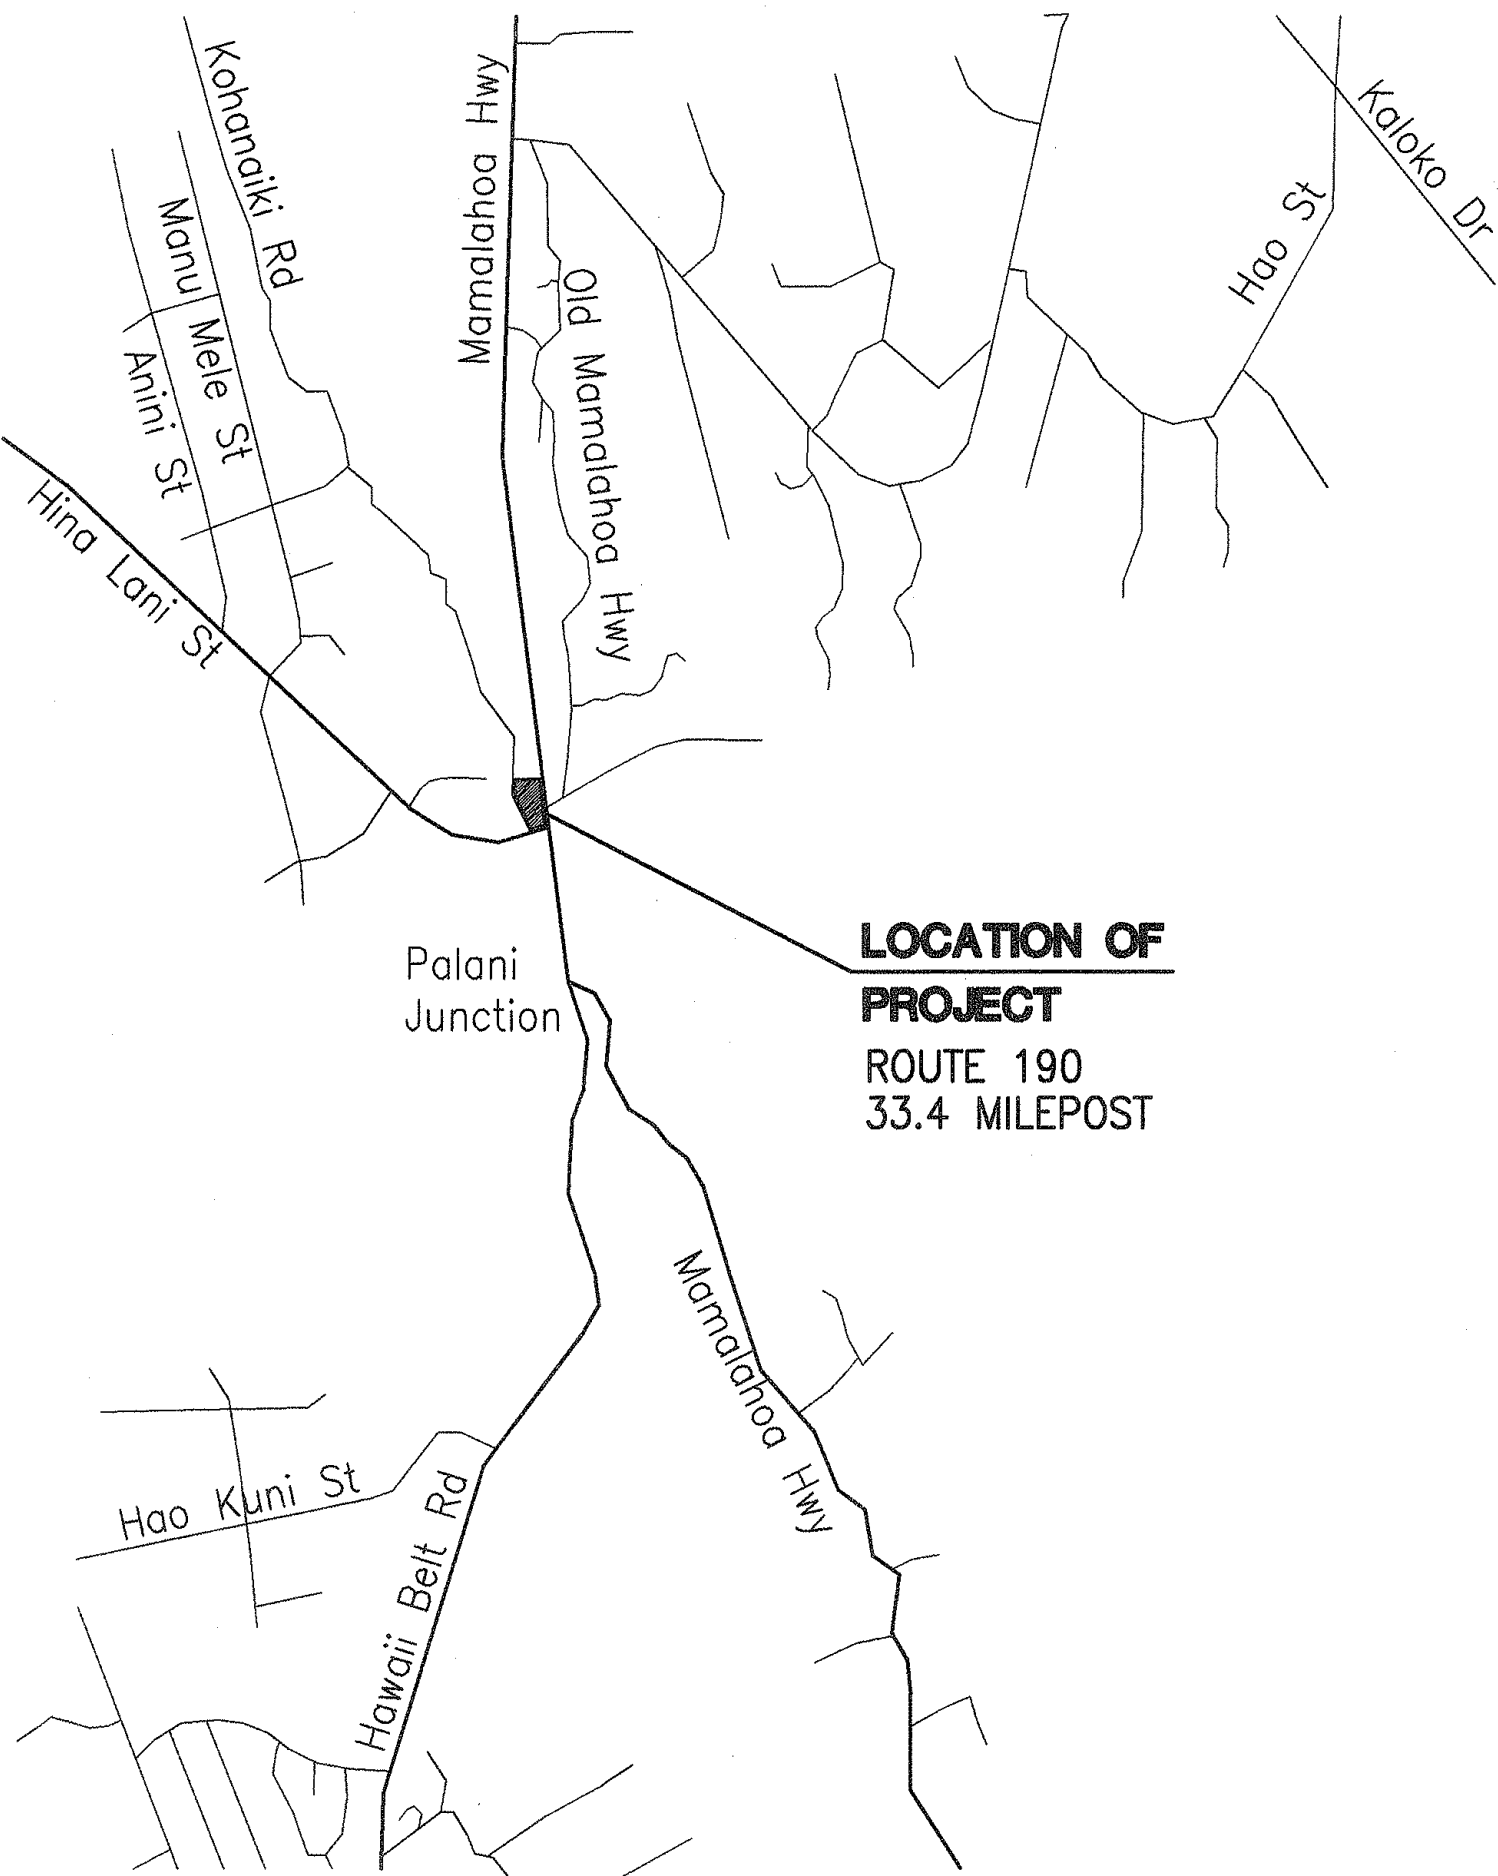 Kohanaiki Rd
Mamalahoa Hwy
Kaloko Dr
Hao St
Manu Mele St
Anini St
Old Mamalahoa Hwy
Hina Lani St
LOCATION OF
PROJECT
ROUTE 190
33.4 MILEPOST
Palani
Junction
Mamalahoa Hwy
Hao Kuni St
Hawaii Belt Rd